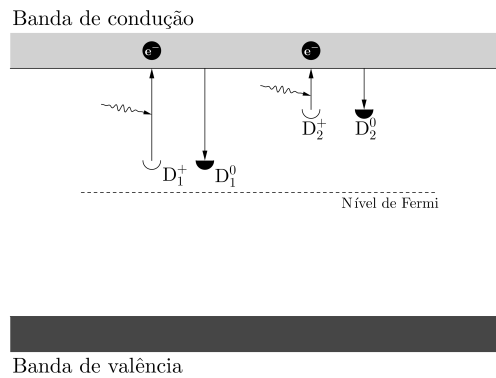 Banda de condução
e⁻ e⁻
D₂⁺ D₂⁰
D₁⁺ D₁⁰
Nível de Fermi
Banda de valência